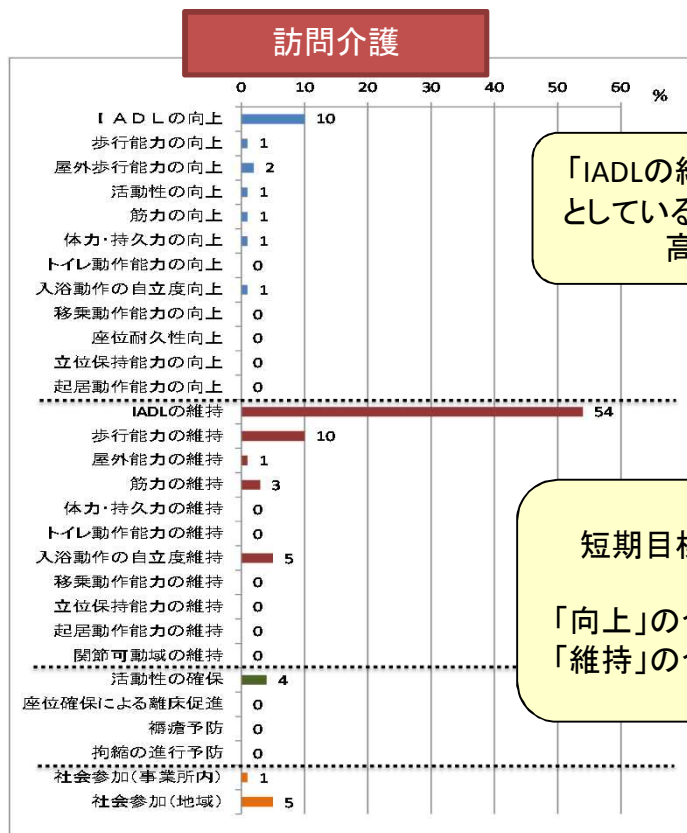 訪問介護
0 10 20 30 40 50 60 %
IADLの向上 10
歩行能力の向上 1
屋外歩行能力の向上 2
活動性の向上 1
筋力の向上 1
体力・持久力の向上 1
トイレ動作能力の向上 0
入浴動作の自立度向上 1
移乗動作能力の向上 0
座位耐久性向上 0
立位保持能力の向上 0
起居動作能力の向上 0
IADLの維持 54
歩行能力の維持 10
屋外能力の維持 1
筋力の維持 3
体力・持久力の維持 0
トイレ動作能力の維持 0
入浴動作の自立度維持 5
移乗動作能力の維持 0
立位保持能力の維持 0
起居動作能力の維持 0
関節可動域の維持 0
活動性の確保 4
座位確保による離床促進 0
褥瘡予防 0
拘縮の進行予防 0
社会参加(事業所内) 1
社会参加(地域) 5
「IADLの維
としている
高
短期目標
「向上」の
「維持」の